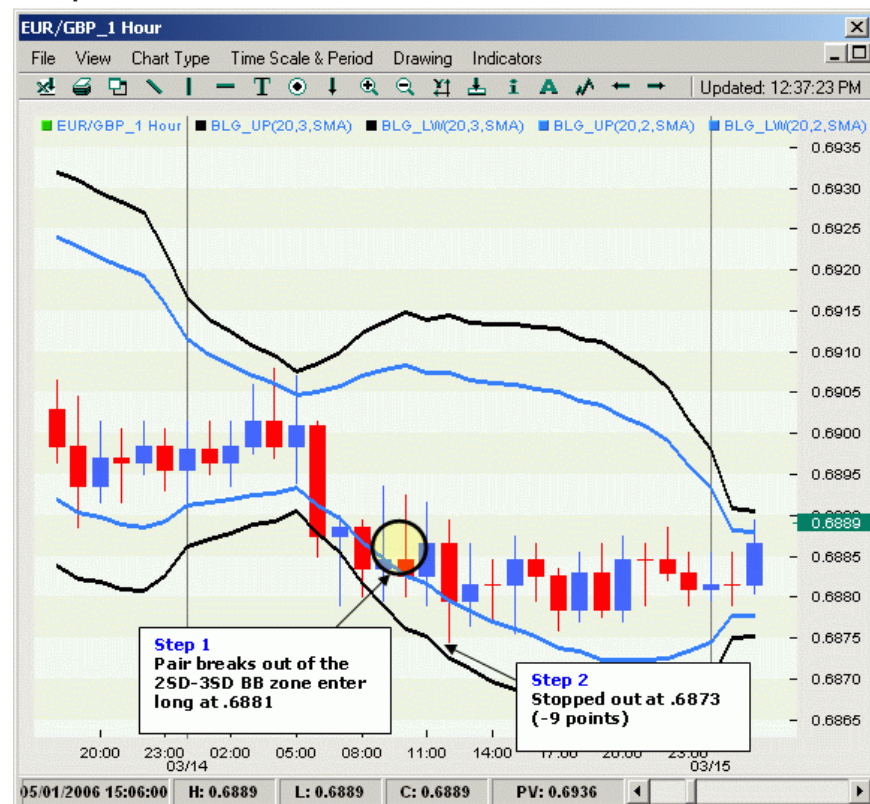 EUR/GBP_1 Hour
File View Chart Type Time Scale & Period Drawing Indicators
T i A Updated: 12:37:23 PM
EUR/GBP_1 Hour BLG_UP(20,3,SMA) BLG_LW(20,3,SMA) BLG_UP(20,2,SMA) BLG_LW(20,2,SMA)
0.6935
0.6930
0.6925
0.6920
0.6915
0.6910
0.6905
0.6900
0.6895
0.6889
0.6885
0.6880
0.6875
0.6870
0.6865
Step 1
Pair breaks out of the
2SD-3SD BB zone enter
long at .6881
Step 2
Stopped out at .6873
(-9 points)
20:00 23:00 02:00 05:00 08:00 11:00 14:00 17:00 20:00 23:00
03/14 03/15
05/01/2006 15:06:00 H: 0.6889 L: 0.6889 C: 0.6889 PV: 0.6936